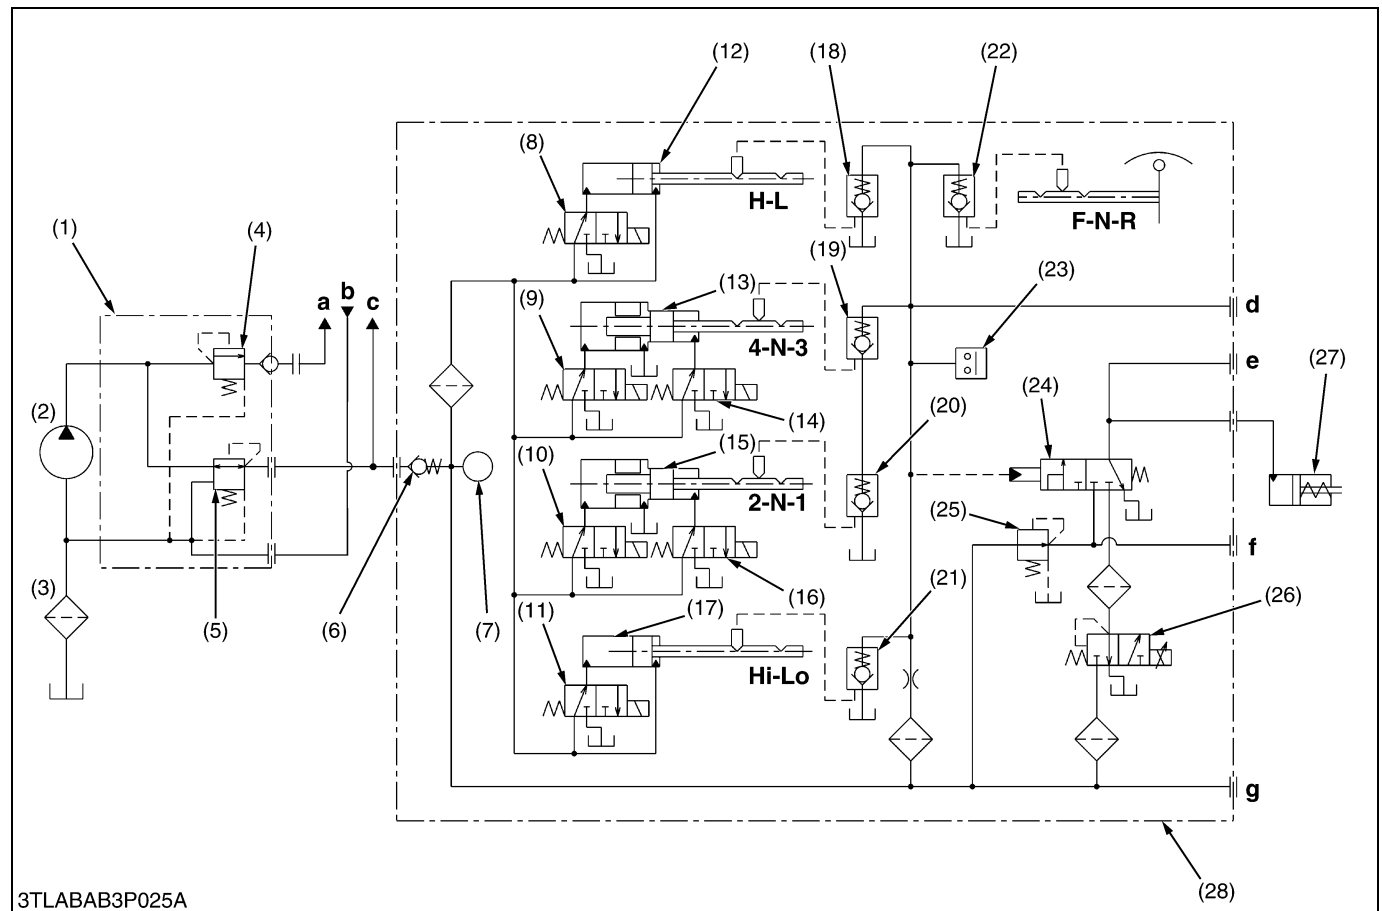 (12)
(18)
(22)
(8)
H-L
F-N-R
(1)
(4)
(19)
(23)
a
b
c
(9)
(13)
d
4-N-3
e
(27)
(2)
(14)
(20)
(24)
(10)
(15)
2-N-1
(25)
f
(3)
(5)
(6)
(7)
(11)
(16)
(17)
(21)
(26)
Hi-Lo
g
(28)
3TLABAB3P025A